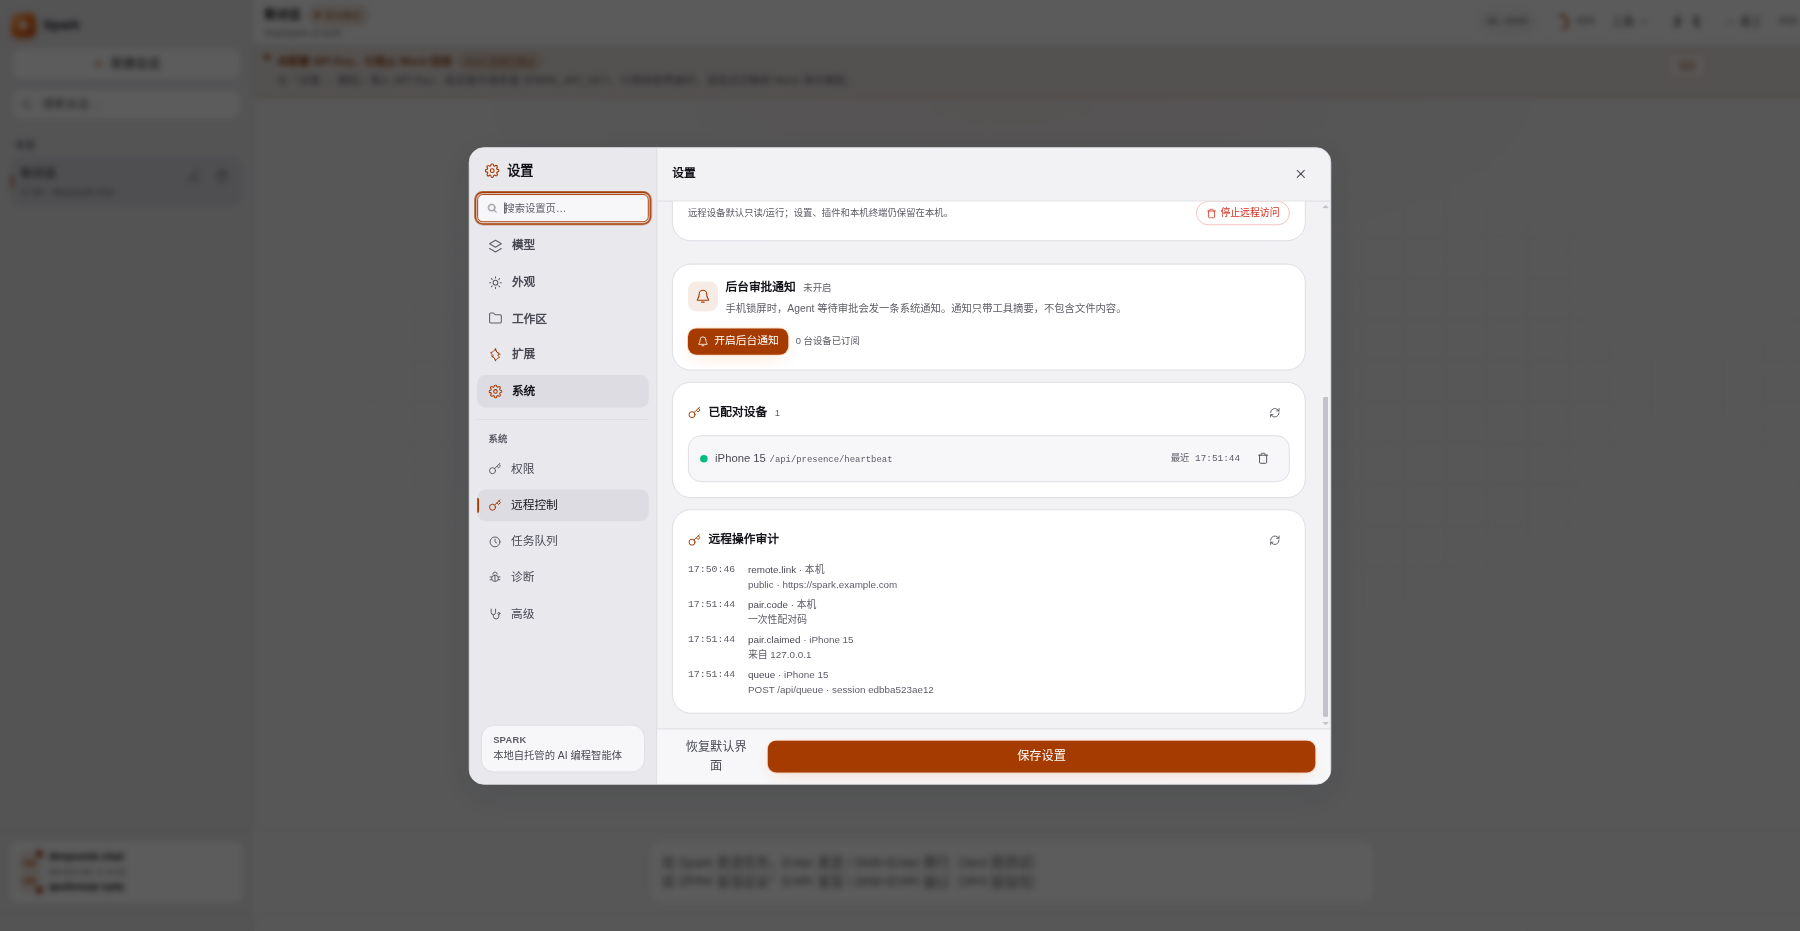 Spark
设置
搜索设置页…
模型
外观
工作区
扩展
系统
系统
权限
远程控制
任务队列
诊断
高级
SPARK
本地自托管的 AI 编程智能体
设置
远程设备默认只读/运行；设置、插件和本机终端仍保留在本机。
停止远程访问
后台审批通知 未开启
手机锁屏时，Agent 等待审批会发一条系统通知。通知只带工具摘要，不包含文件内容。
开启后台通知 0 台设备已订阅
已配对设备 1
iPhone 15 /api/presence/heartbeat 最近 17:51:44
远程操作审计
17:50:46 remote.link · 本机
public · https://spark.example.com
17:51:44 pair.code · 本机
一次性配对码
17:51:44 pair.claimed · iPhone 15
来自 127.0.0.1
17:51:44 queue · iPhone 15
POST /api/queue · session edbba523ae12
恢复默认界
面
保存设置